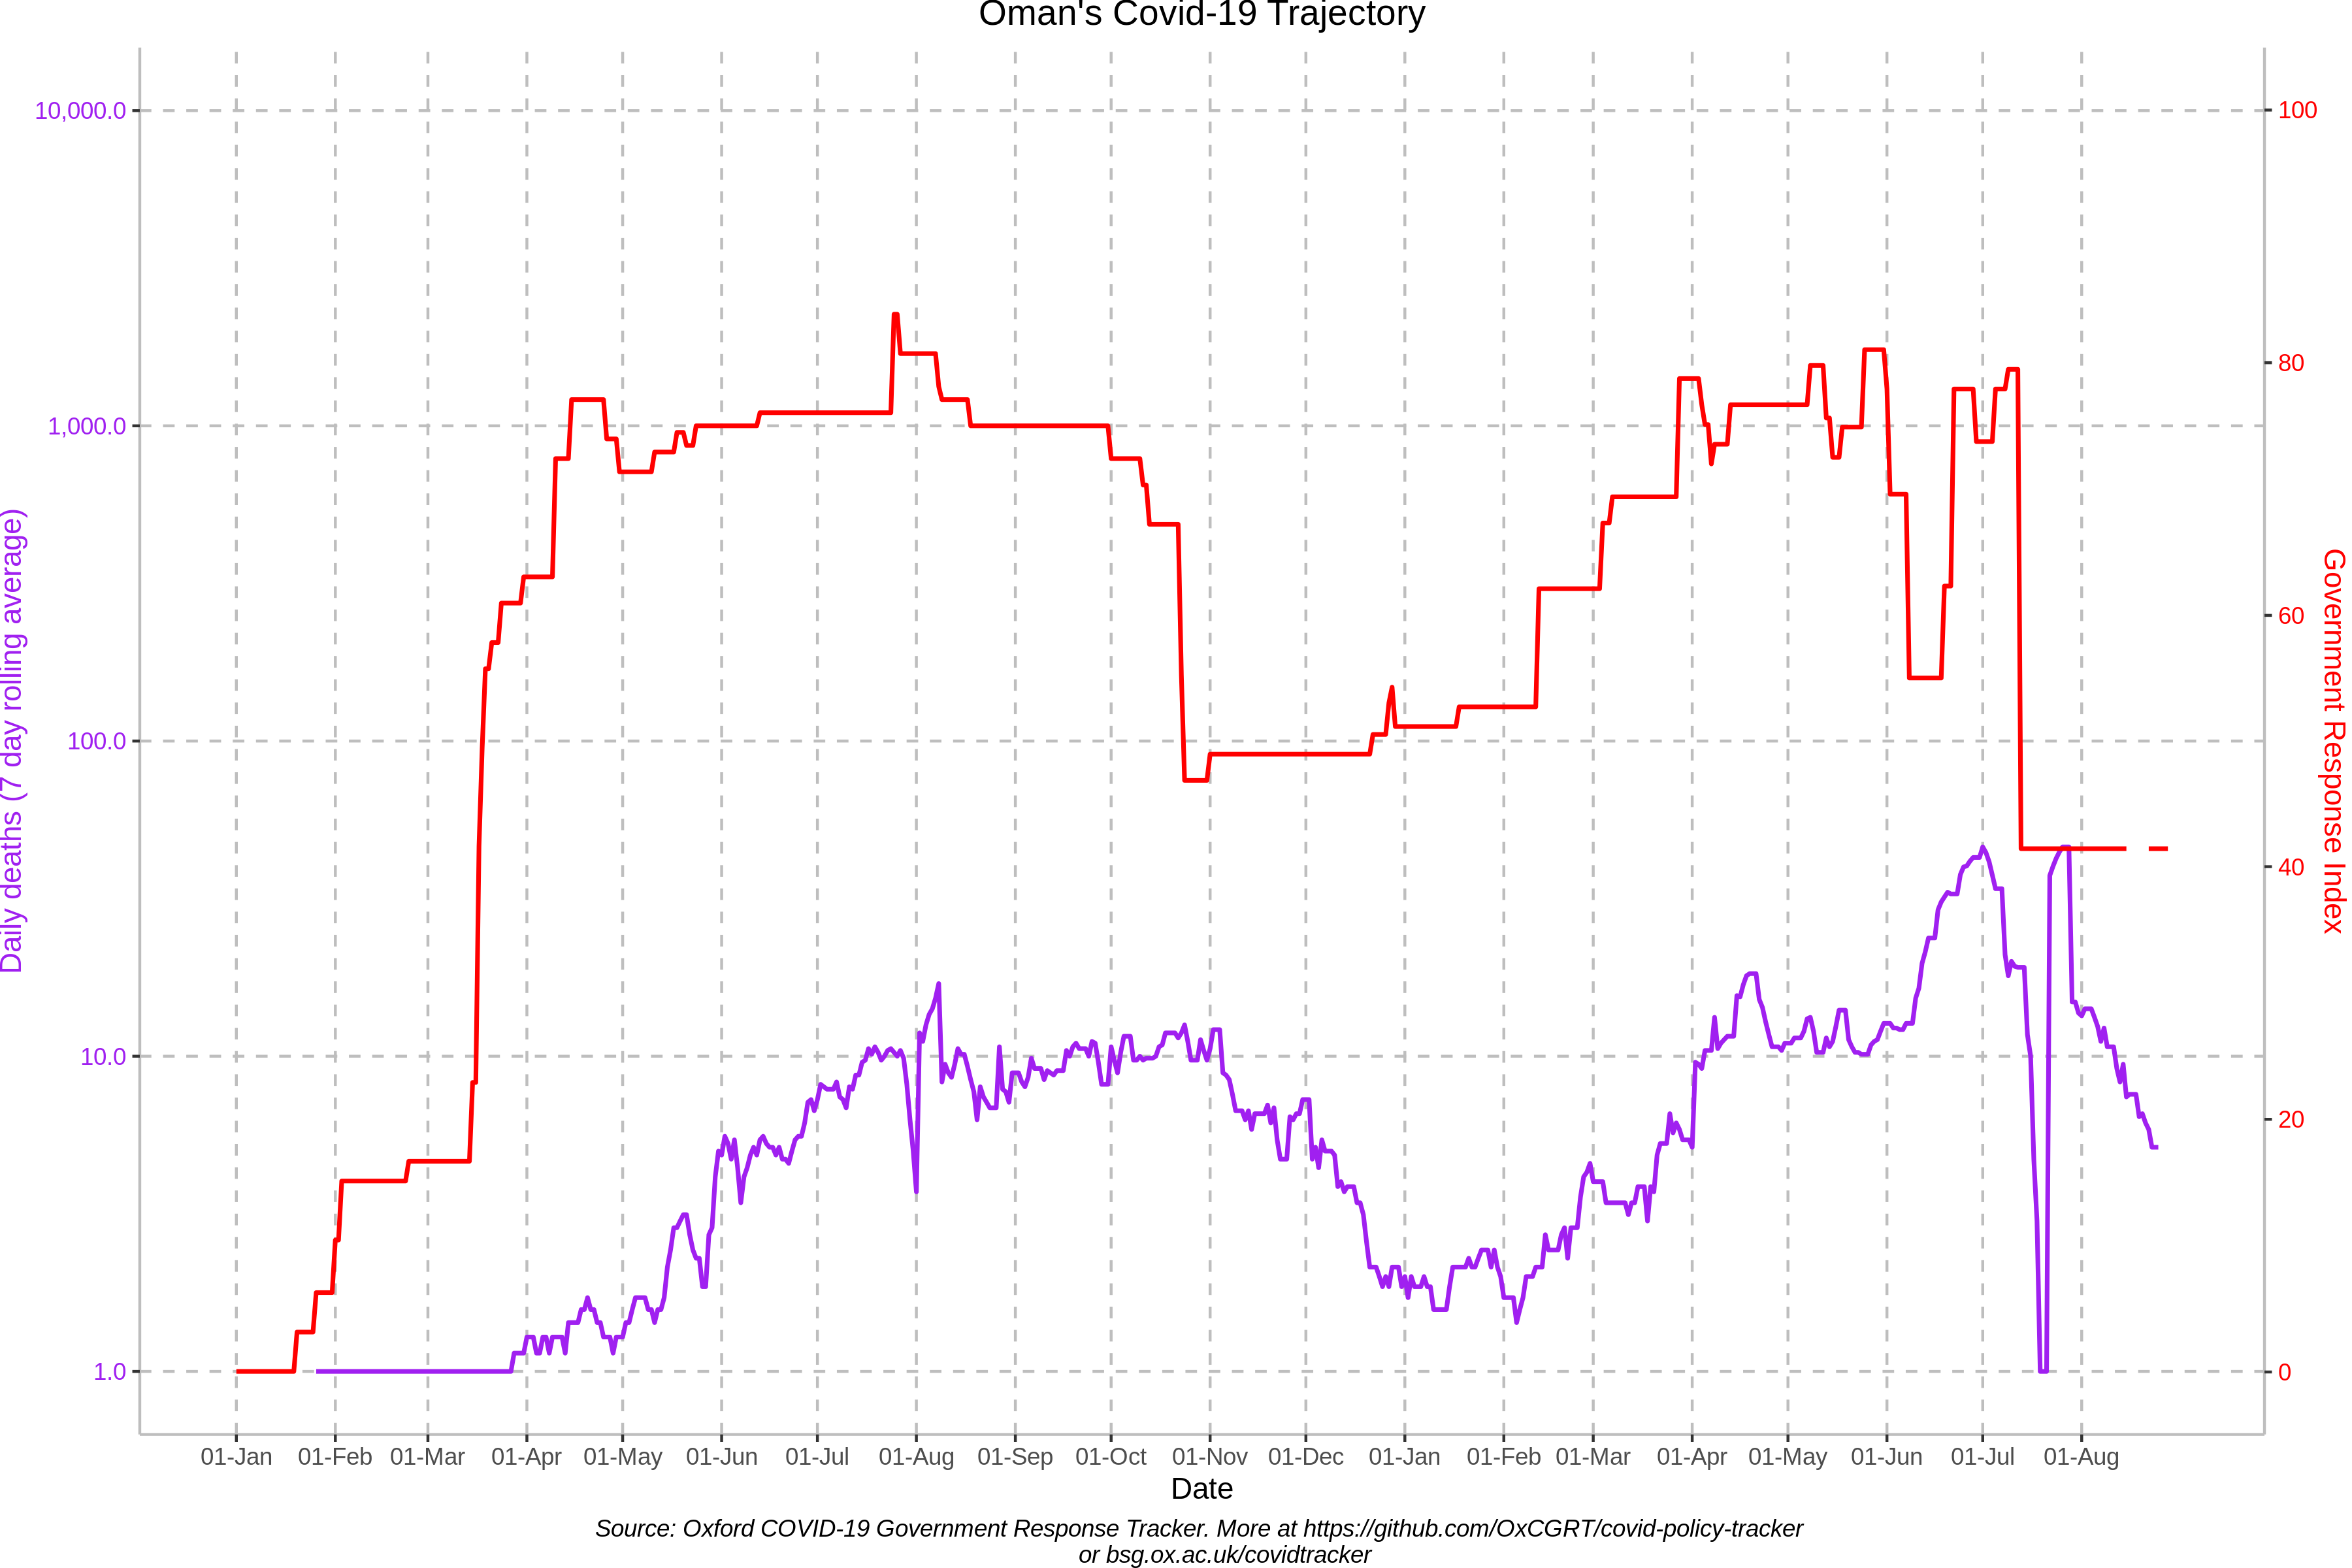 Oman's Covid-19 Trajectory
10,000.0
1,000.0
100.0
10.0
1.0
Daily deaths (7 day rolling average)
100
80
60
40
20
0
Government Response Index
01-Jan 01-Feb 01-Mar 01-Apr 01-May 01-Jun 01-Jul 01-Aug 01-Sep 01-Oct 01-Nov 01-Dec 01-Jan 01-Feb 01-Mar 01-Apr 01-May 01-Jun 01-Jul 01-Aug
Date
Source: Oxford COVID-19 Government Response Tracker. More at https://github.com/OxCGRT/covid-policy-tracker
or bsg.ox.ac.uk/covidtracker